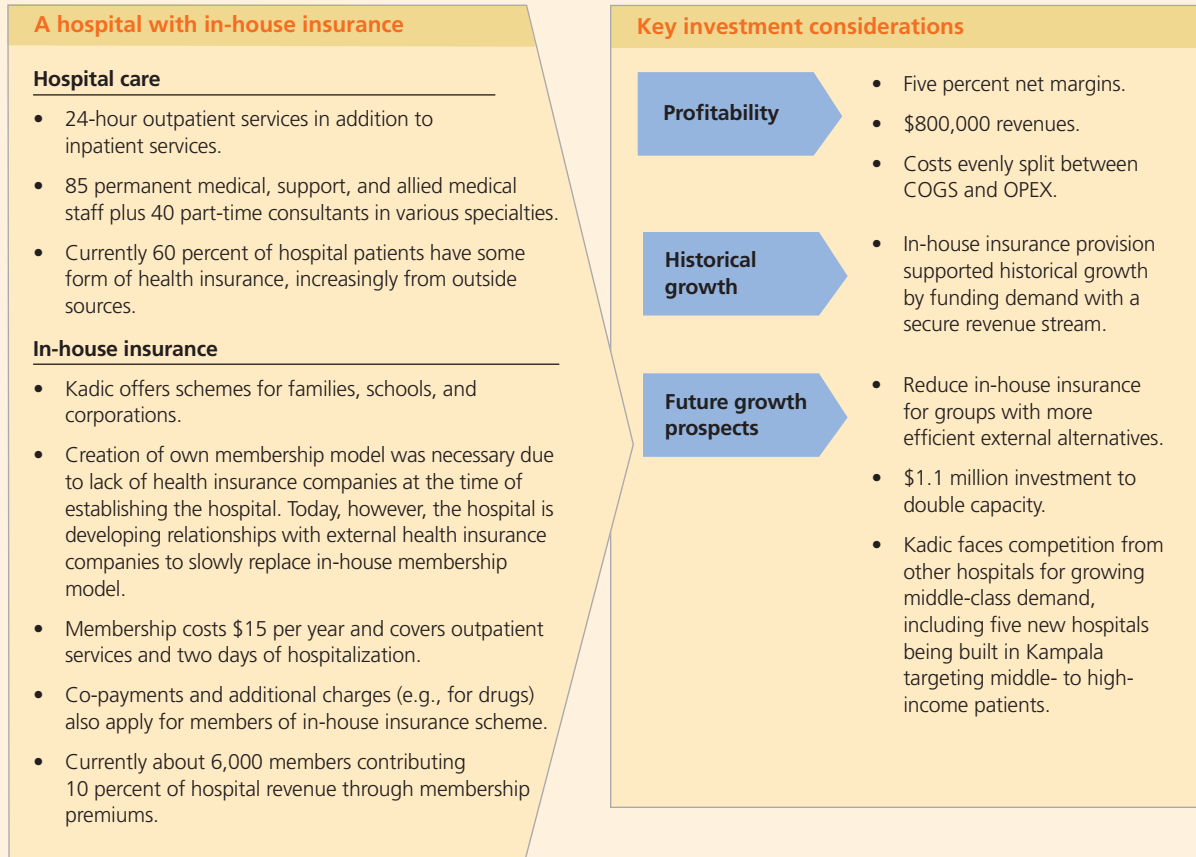 A hospital with in-house insurance
Hospital care
• 24-hour outpatient services in addition to
inpatient services.
• 85 permanent medical, support, and allied medical
staff plus 40 part-time consultants in various specialties.
• Currently 60 percent of hospital patients have some
form of health insurance, increasingly from outside
sources.
In-house insurance
• Kadic offers schemes for families, schools, and
corporations.
• Creation of own membership model was necessary due
to lack of health insurance companies at the time of
establishing the hospital. Today, however, the hospital is
developing relationships with external health insurance
companies to slowly replace in-house membership
model.
• Membership costs $15 per year and covers outpatient
services and two days of hospitalization.
• Co-payments and additional charges (e.g., for drugs)
also apply for members of in-house insurance scheme.
• Currently about 6,000 members contributing
10 percent of hospital revenue through membership
premiums.
Key investment considerations
Profitability
• Five percent net margins.
• $800,000 revenues.
• Costs evenly split between
COGS and OPEX.
Historical
growth
• In-house insurance provision
supported historical growth
by funding demand with a
secure revenue stream.
Future growth
prospects
• Reduce in-house insurance
for groups with more
efficient external alternatives.
• $1.1 million investment to
double capacity.
• Kadic faces competition from
other hospitals for growing
middle-class demand,
including five new hospitals
being built in Kampala
targeting middle- to high-
income patients.